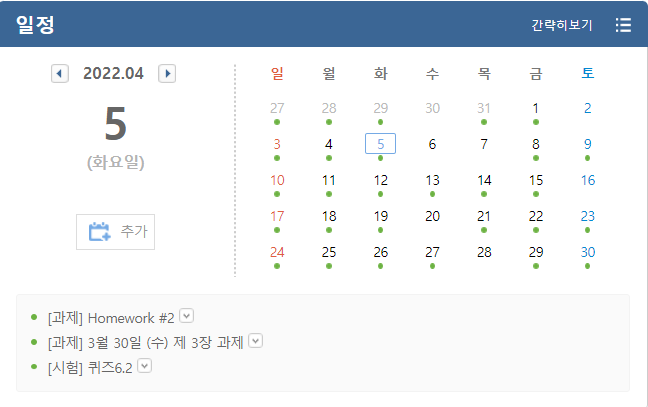 일정 간략히보기
2022.04
5
(화요일)
추가
일 월 화 수 목 금 토
27 28 29 30 31 1 2
3 4 5 6 7 8 9
10 11 12 13 14 15 16
17 18 19 20 21 22 23
24 25 26 27 28 29 30
[과제] Homework #2
[과제] 3월 30일 (수) 제 3장 과제
[시험] 퀴즈6.2